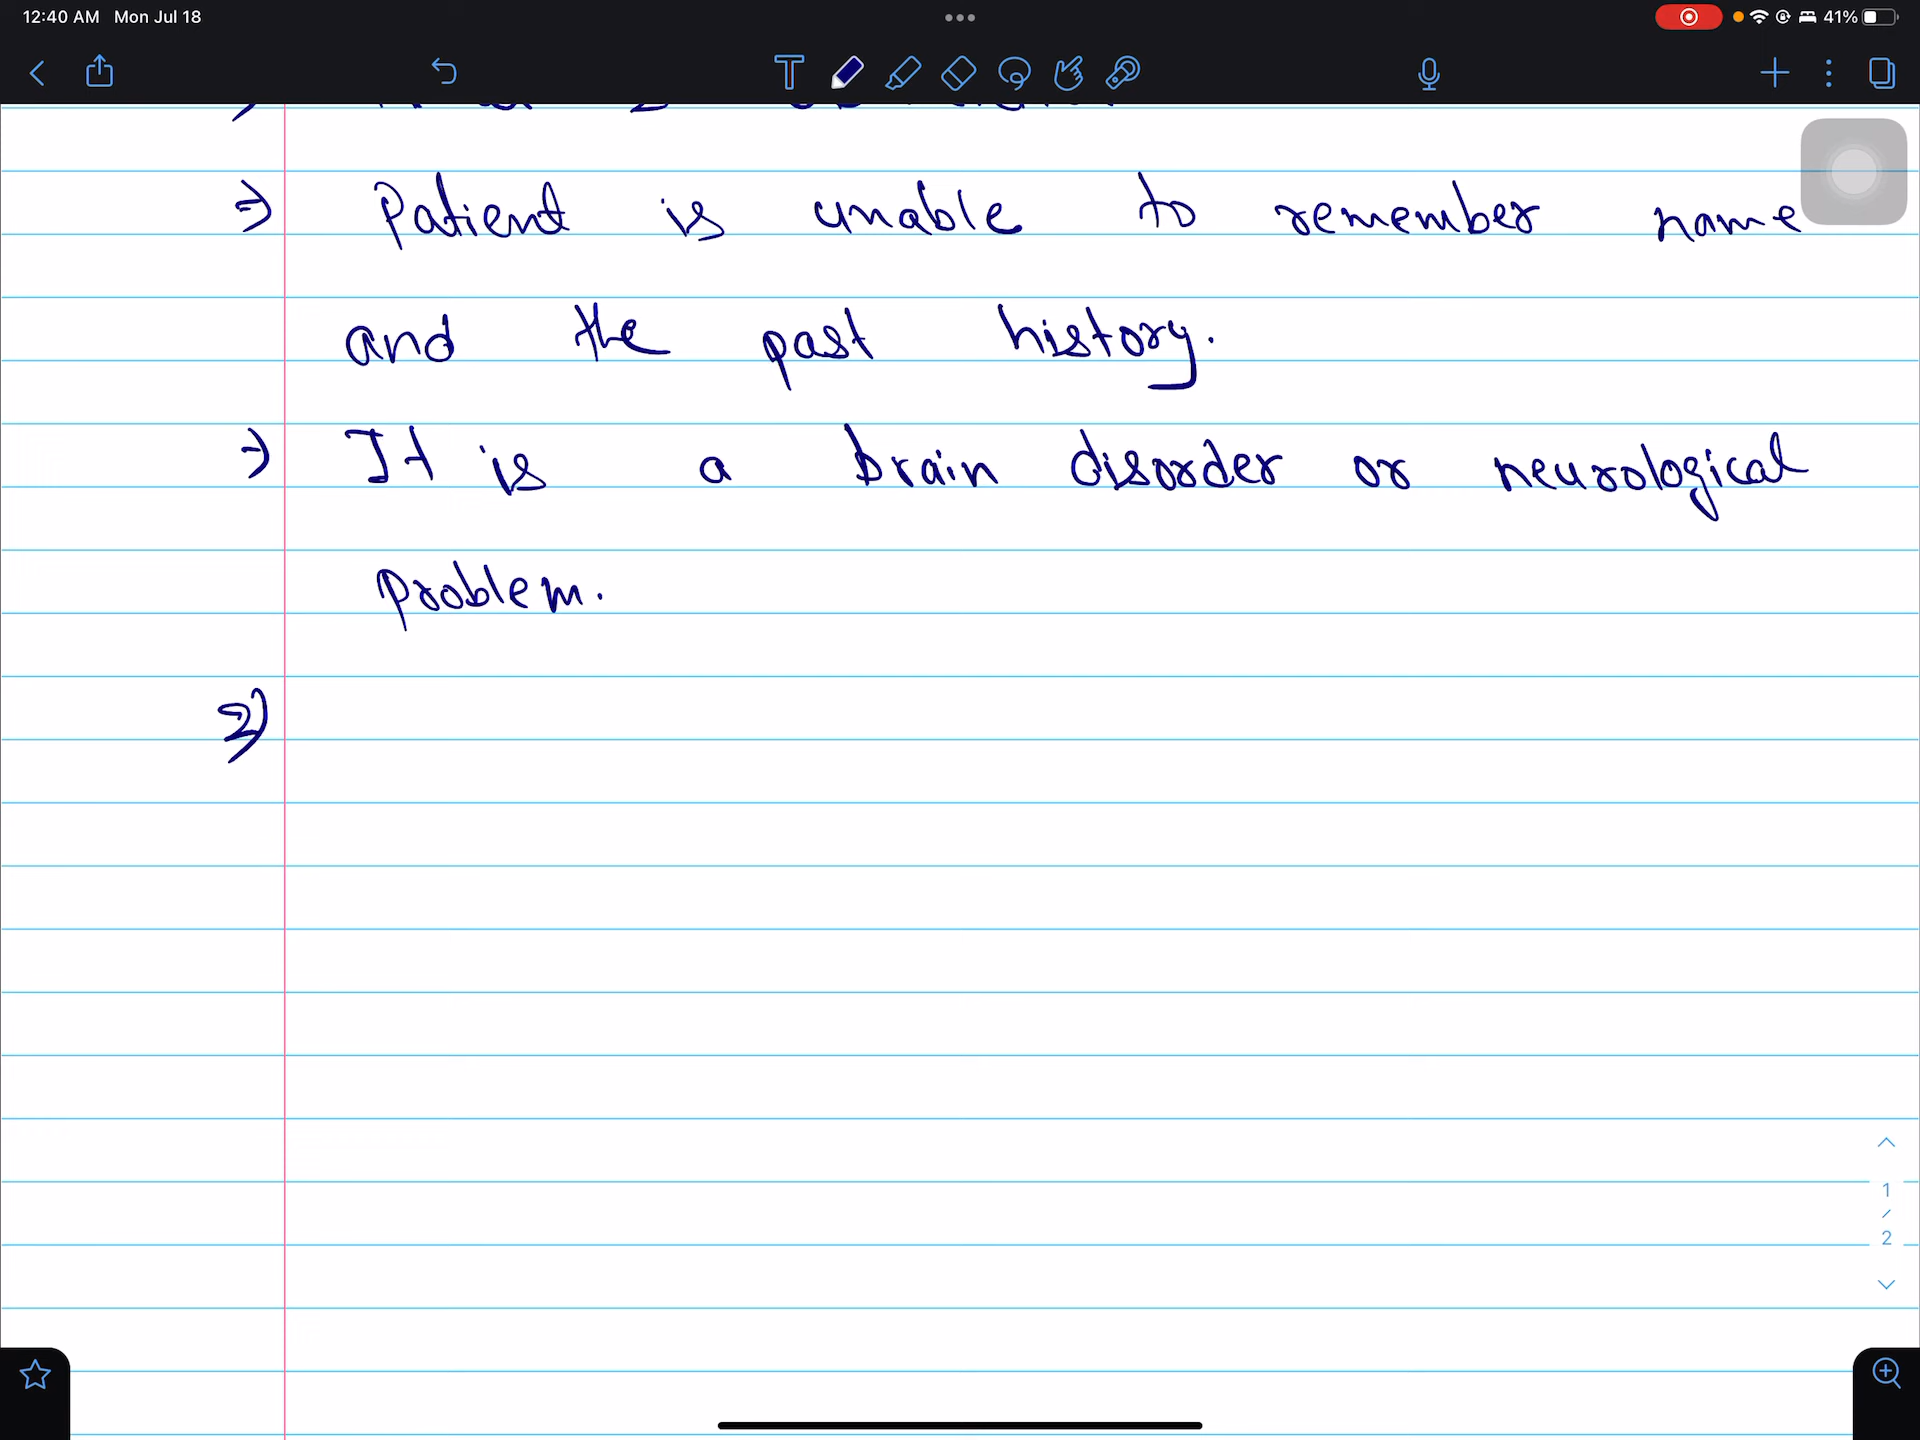 12:40 AM Mon Jul 18
41%
⇒ Patient is unable to remember name
and the past history.
⇒ It is a brain disorder or neurological
problem.
2)
1
/
2